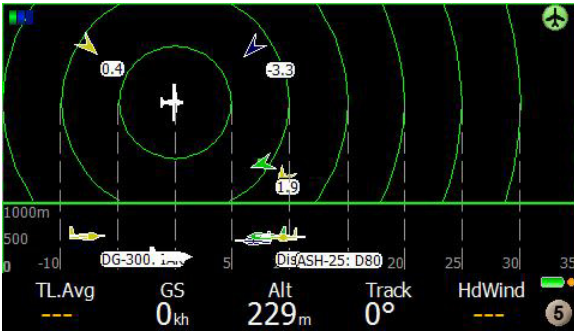 0.4
-3.3
1.9
1000m
500
0 -10 DG-300: 5 ASH-25: D80 20 25 30 35
TL.Avg GS Alt Track HdWind
--- 0kh 229m 0° --- 5